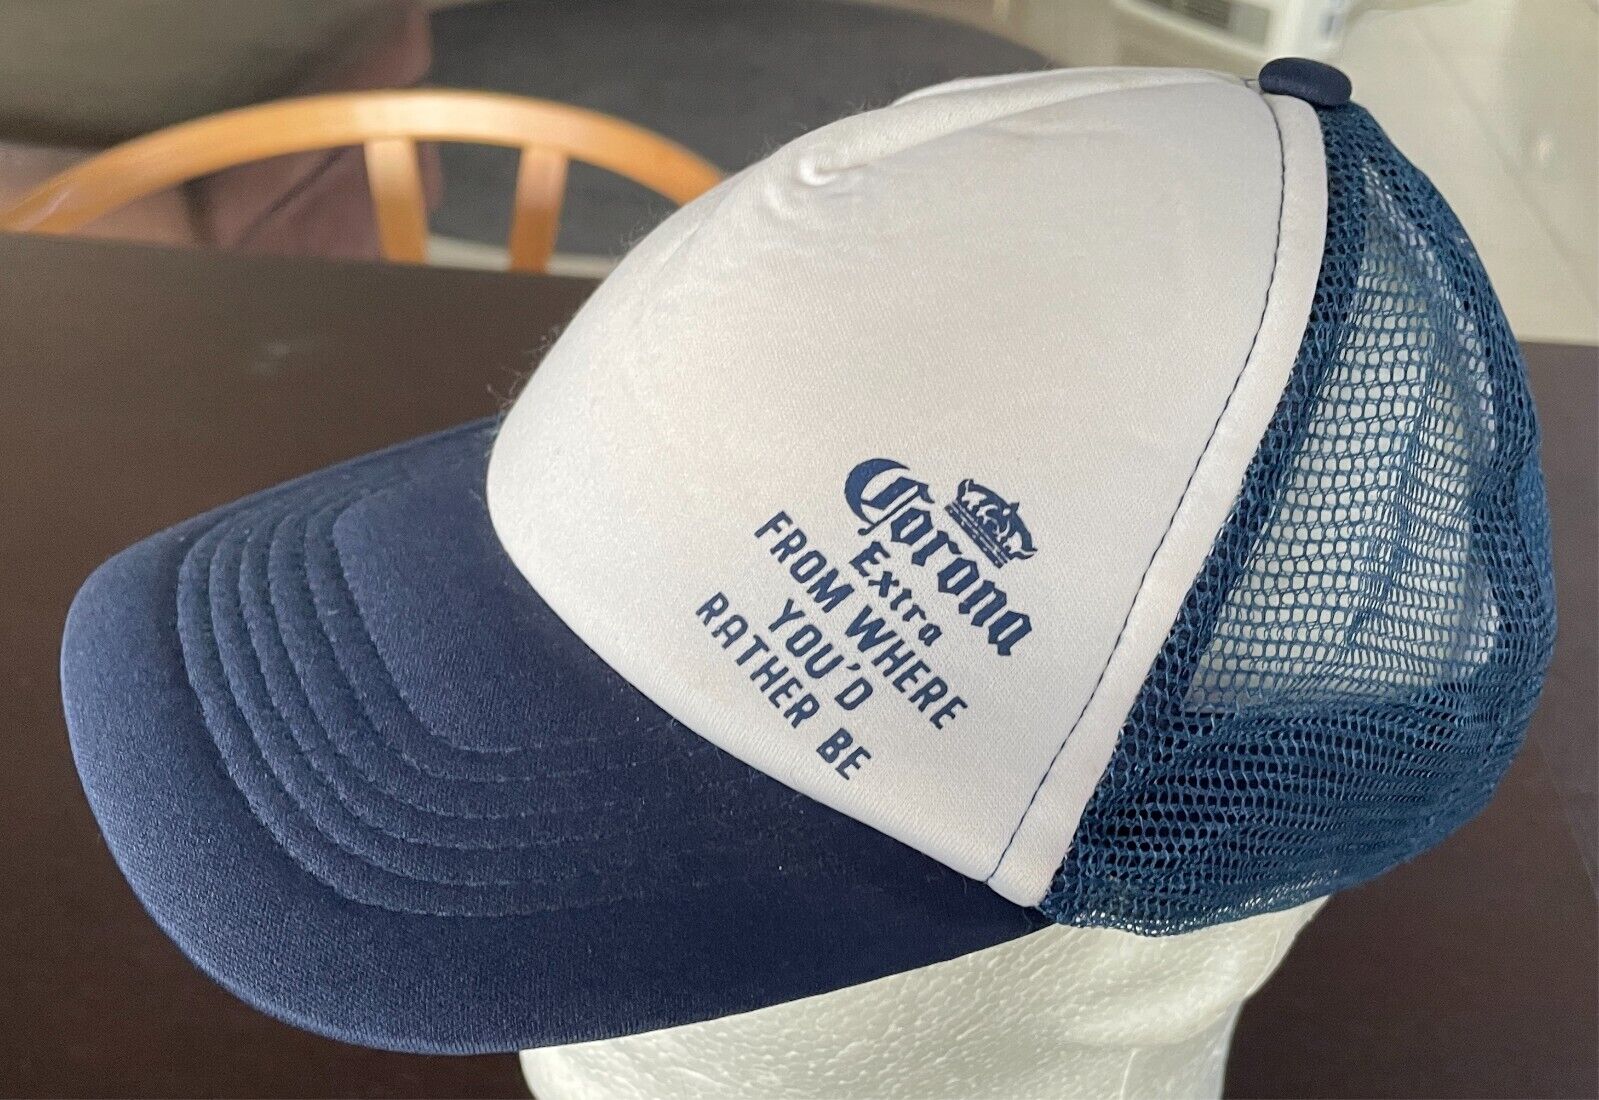 Corona
Extra
FROM WHERE
YOU'D
RATHER BE